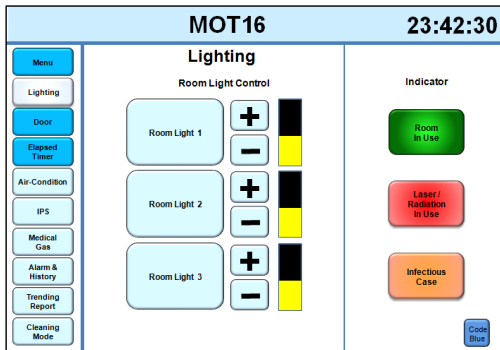 MOT16
23:42:30
Menu
Lighting
Door
Elapsed
Timer
Air-Condition
IPS
Medical
Gas
Alarm &
History
Trending
Report
Cleaning
Mode
Lighting
Room Light Control
Room Light 1
+
−
Room Light 2
+
−
Room Light 3
+
−
Indicator
Room
In Use
Laser /
Radiation
In Use
Infectious
Case
Code
Blue